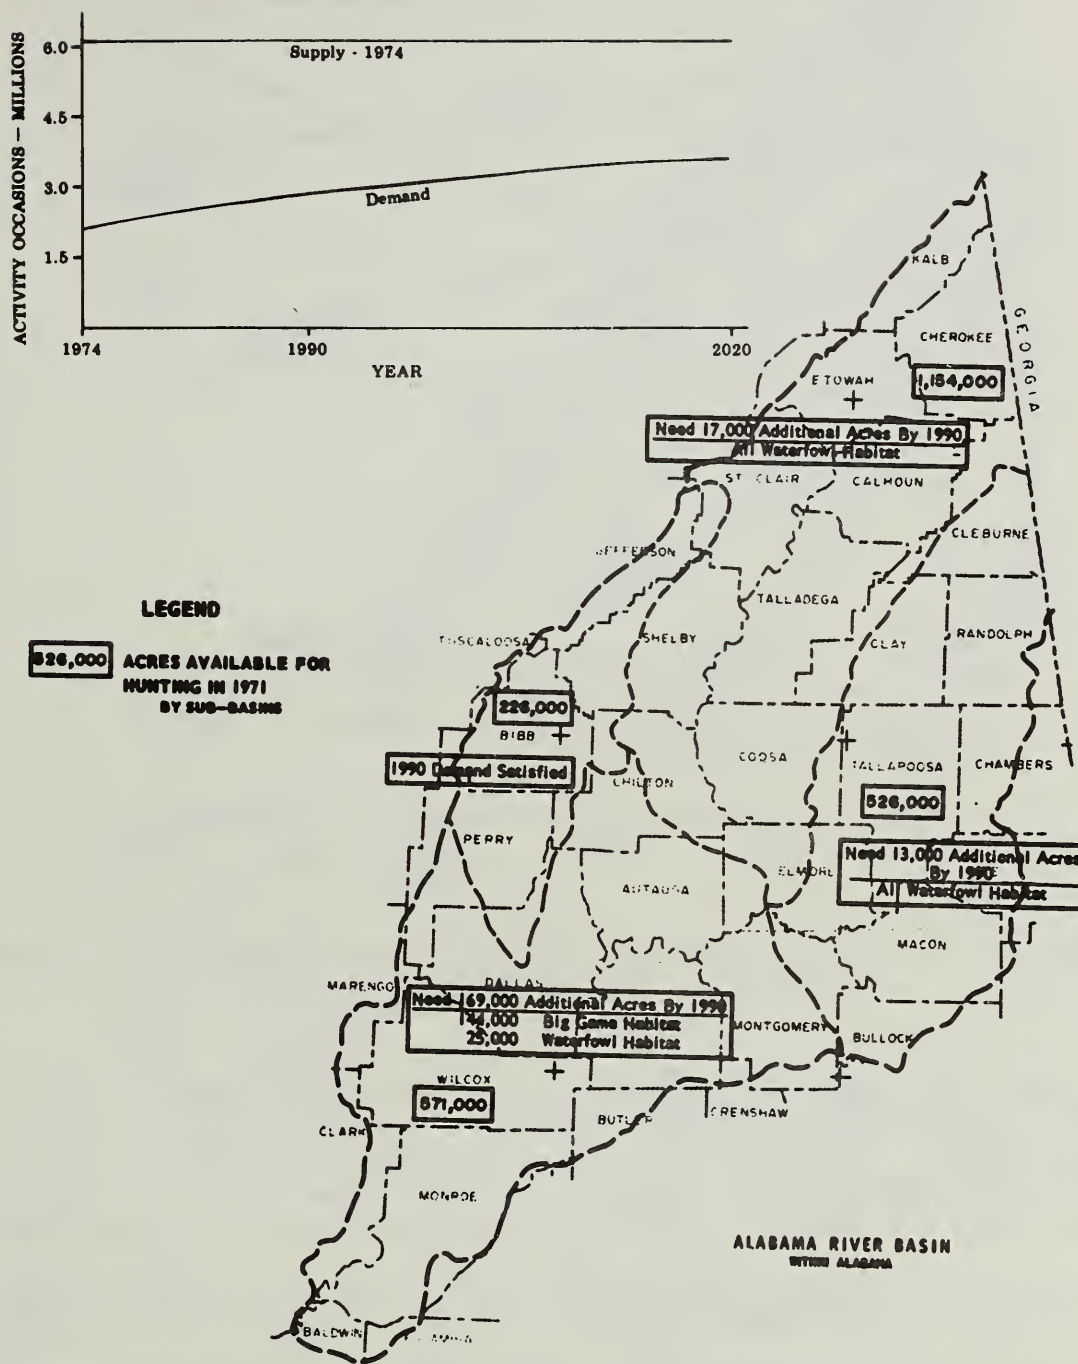 ACTIVITY OCCASIONS — MILLIONS
6.0
Supply - 1974
4.5
3.0
Demand
1.5
1974
1990
2020
YEAR
KALB
GEORGIA
CHEROKEE
ETOWAH
1,154,000
Need 17,000 Additional Acres By 1990
All Waterfowl Habitat
ST CLAIR
CALHOUN
CLEBURNE
JEFFERSON
TALLADEGA
LEGEND
526,000 ACRES AVAILABLE FOR
HUNTING IN 1971
BY SUB-BASINS
TUSCALOOSA
SHELBY
CLAY
RANDOLPH
226,000
BIBB
1990 Demand Satisfied
CHILTON
COOSA
TALLAPOOSA
CHAMBERS
526,000
PERRY
Need 13,000 Additional Acres
By 1990
All Waterfowl Habitat
ELMORE
AUTAUGA
MACON
MARENGO
DALLAS
Need 169,000 Additional Acres By 1990
144,000 Big Game Habitat
25,000 Waterfowl Habitat
MONTGOMERY
BULLOCK
WILCOX
571,000
CRENSHAW
BUTLER
CLARK
MONROE
ALABAMA RIVER BASIN
WITHIN ALABAMA
BALDWIN